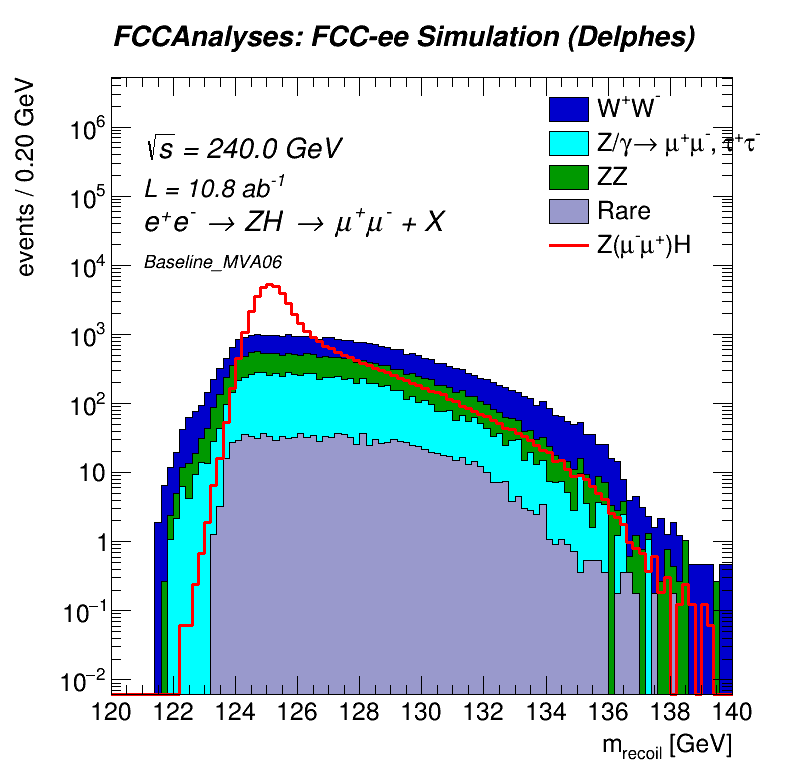 FCCAnalyses: FCC-ee Simulation (Delphes)
events / 0.20 GeV
10⁶
10⁵
10⁴
10³
10²
10
1
10⁻¹
10⁻²
√s = 240.0 GeV
L = 10.8 ab⁻¹
e⁺e⁻ → ZH → μ⁺μ⁻ + X
Baseline_MVA06
W⁺W⁻
Z/γ→ μ⁺μ⁻, τ⁺τ⁻
ZZ
Rare
Z(μ⁻μ⁺)H
120 122 124 126 128 130 132 134 136 138 140
m_recoil [GeV]